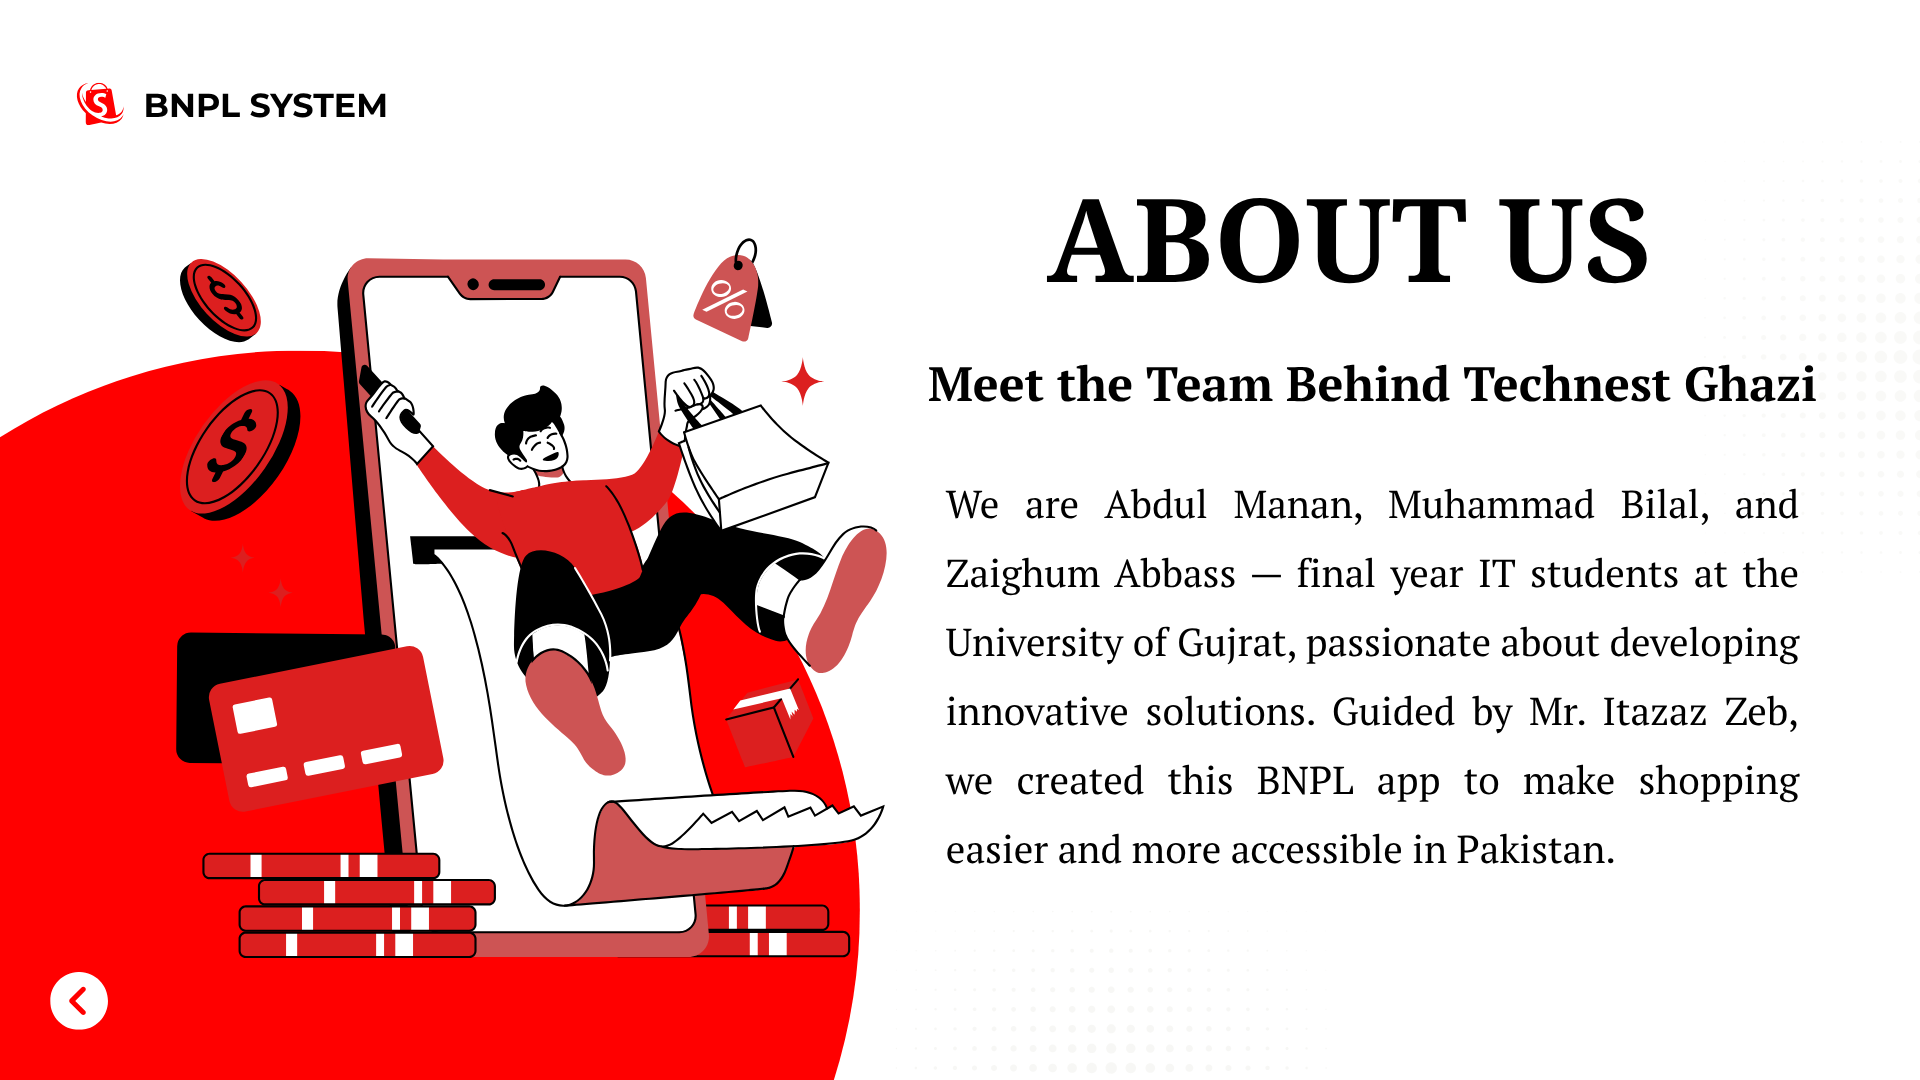 BNPL SYSTEM
ABOUT US
Meet the Team Behind Technest Ghazi
We are Abdul Manan, Muhammad Bilal, and
Zaighum Abbass — final year IT students at the
University of Gujrat, passionate about developing
innovative solutions. Guided by Mr. Itazaz Zeb,
we created this BNPL app to make shopping
easier and more accessible in Pakistan.
S
$
$
%